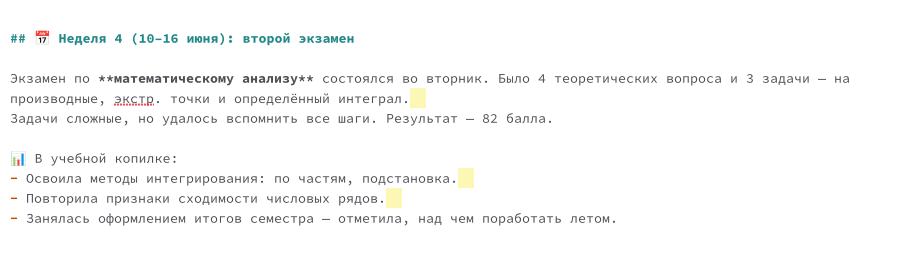 ## 📅 Неделя 4 (10–16 июня): второй экзамен
Экзамен по **математическому анализу** состоялся во вторник. Было 4 теоретических вопроса и 3 задачи — на
производные, экстр. точки и определённый интеграл.
Задачи сложные, но удалось вспомнить все шаги. Результат — 82 балла.
📊 В учебной копилке:
- Освоила методы интегрирования: по частям, подстановка.
- Повторила признаки сходимости числовых рядов.
- Занялась оформлением итогов семестра — отметила, над чем поработать летом.